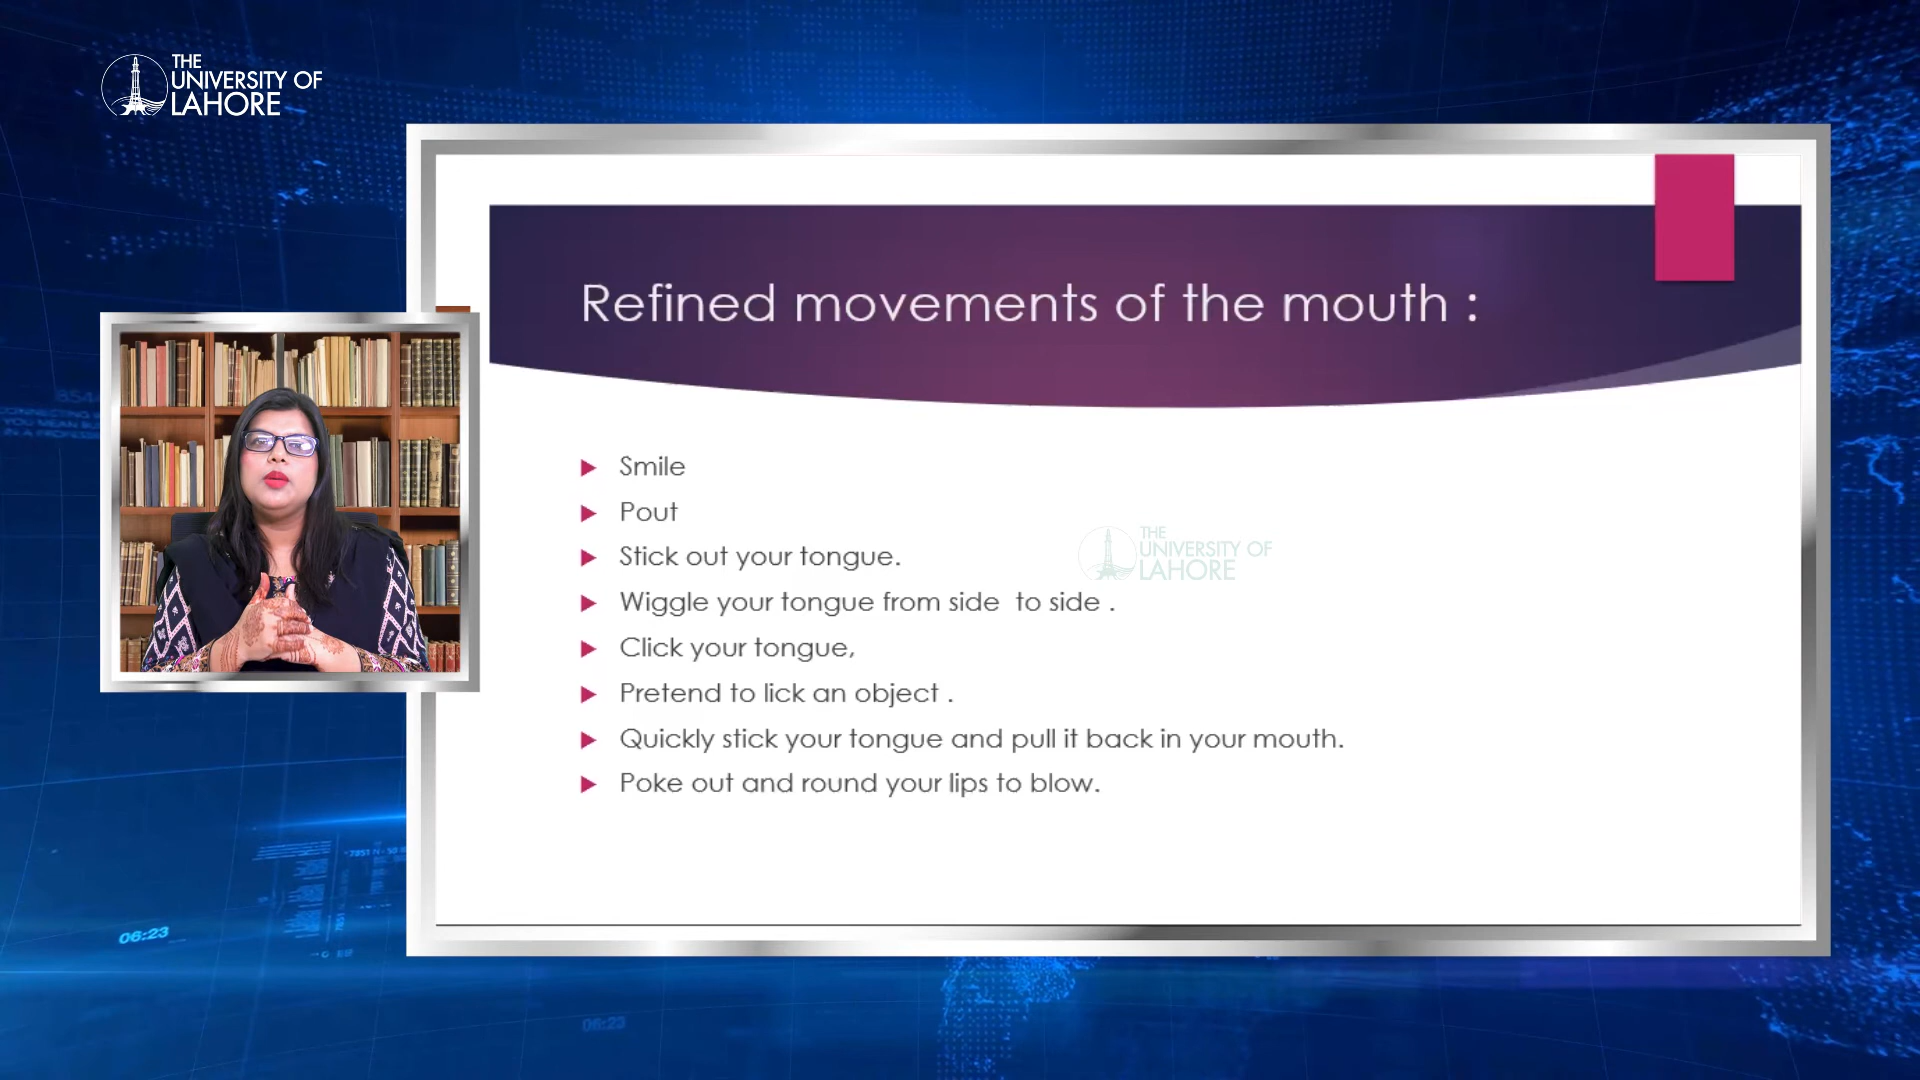 THE
UNIVERSITY OF
LAHORE
Refined movements of the mouth :
Smile
Pout
Stick out your tongue.
Wiggle your tongue from side  to side .
Click your tongue,
Pretend to lick an object .
Quickly stick your tongue and pull it back in your mouth.
Poke out and round your lips to blow.
THE
UNIVERSITY OF
LAHORE
06:23
06:23